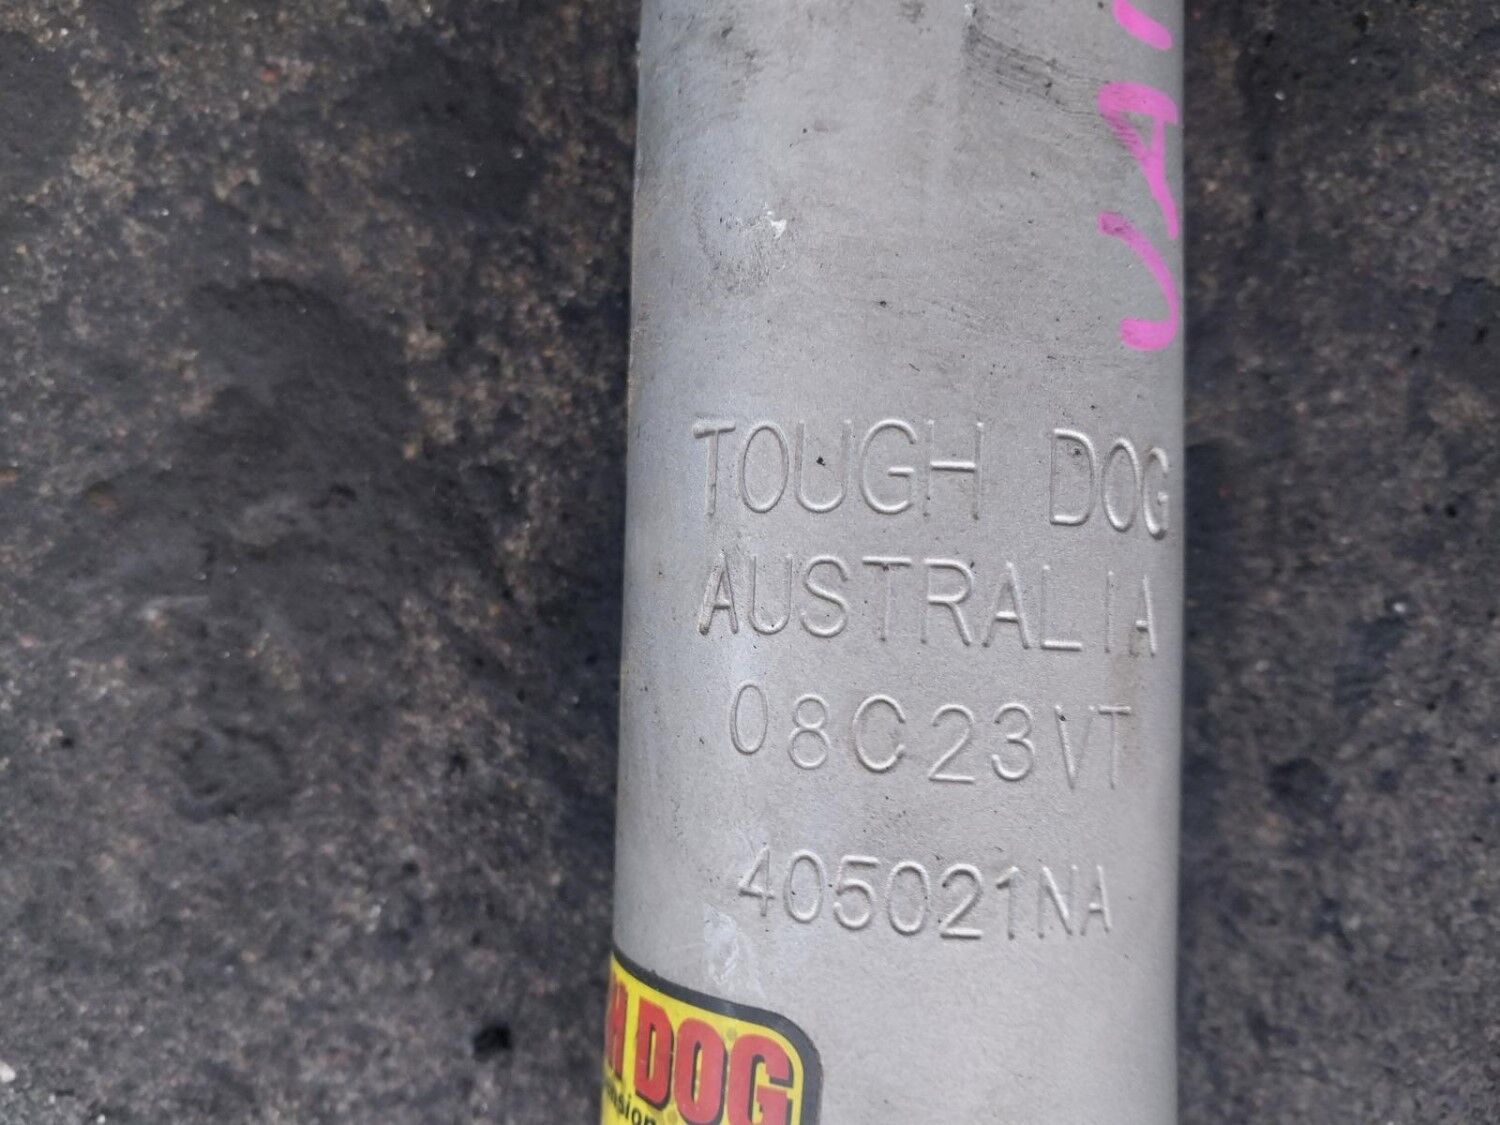 TOUGH DOG
AUSTRALIA
08C23VT
405021NA
DOG